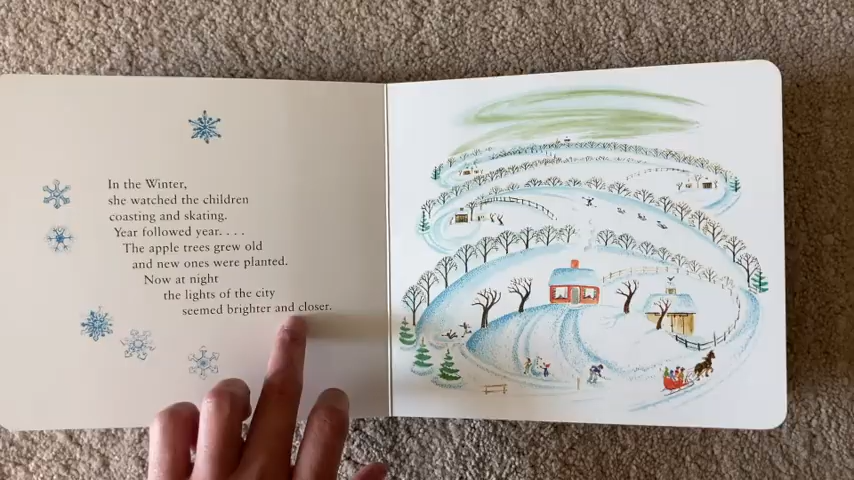 In the Winter,
she watched the children
coasting and skating.
Year followed year. . . .
The apple trees grew old
and new ones were planted.
Now at night
the lights of the city
seemed brighter and closer.